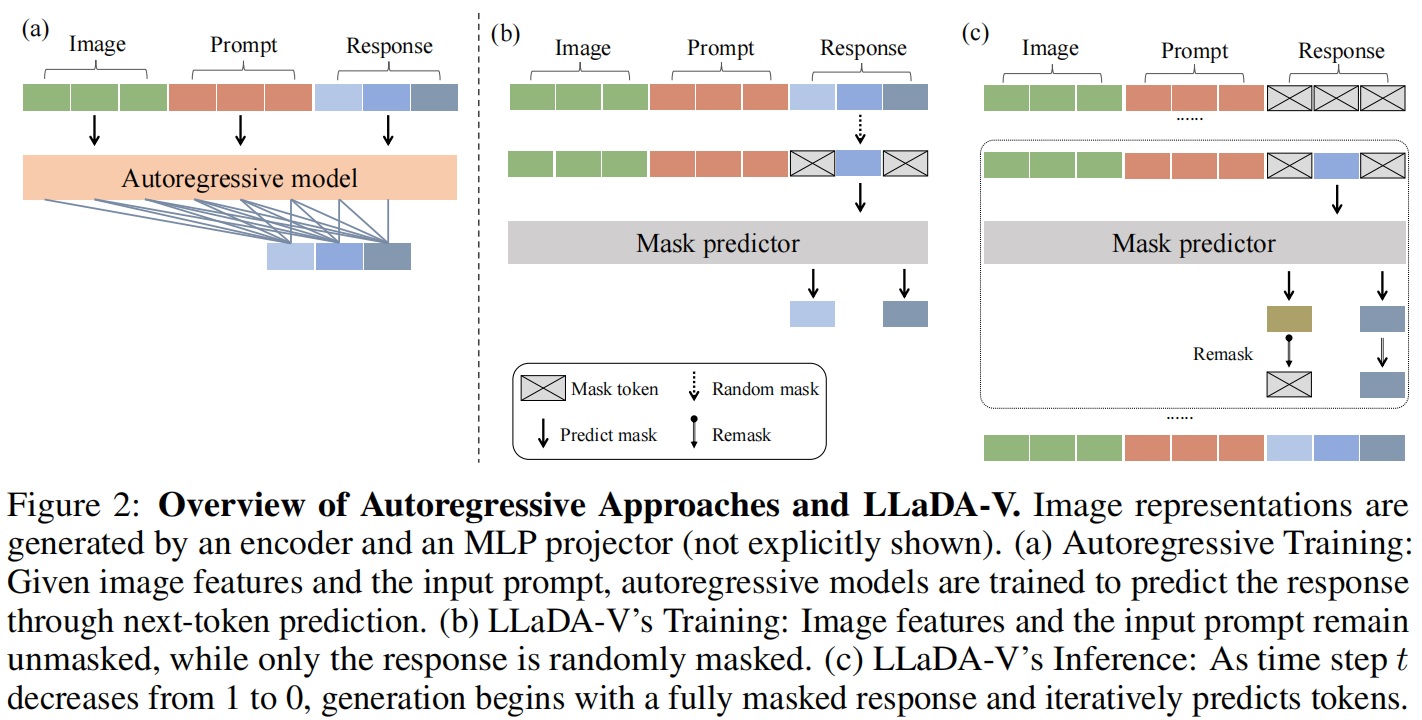 (a)
Image Prompt Response
Autoregressive model
(b)
Image Prompt Response
Mask predictor
Mask token
Random mask
Predict mask
Remask
(c)
Image Prompt Response
......
Mask predictor
Remask
......
Figure 2: Overview of Autoregressive Approaches and LLaDA-V. Image representations are
generated by an encoder and an MLP projector (not explicitly shown). (a) Autoregressive Training:
Given image features and the input prompt, autoregressive models are trained to predict the response
through next-token prediction. (b) LLaDA-V's Training: Image features and the input prompt remain
unmasked, while only the response is randomly masked. (c) LLaDA-V's Inference: As time step t
decreases from 1 to 0, generation begins with a fully masked response and iteratively predicts tokens.